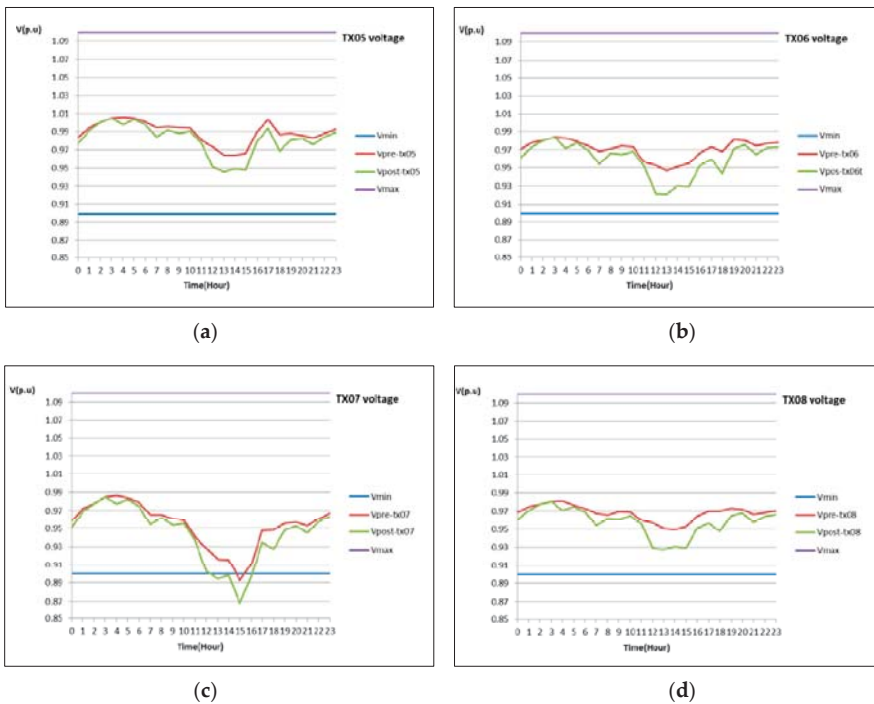 V(p.u)
TX05 voltage
1.09
1.07
1.05
1.03
1.01
0.99
0.97
0.95
0.93
0.91
0.89
0.87
0.85
0 1 2 3 4 5 6 7 8 9 10 11 12 13 14 15 16 17 18 19 20 21 22 23
Time(Hour)
Vmin
Vpre-tx05
Vpost-tx05
Vmax
(a)
V(p.u)
TX06 voltage
1.09
1.07
1.05
1.03
1.01
0.99
0.97
0.95
0.93
0.91
0.89
0.87
0.85
0 1 2 3 4 5 6 7 8 9 10 11 12 13 14 15 16 17 18 19 20 21 22 23
Time(Hour)
Vmin
Vpre-tx06
Vpos-tx06t
Vmax
(b)
V(p.u)
TX07 voltage
1.09
1.07
1.05
1.03
1.01
0.99
0.97
0.95
0.93
0.91
0.89
0.87
0.85
0 1 2 3 4 5 6 7 8 9 10 11 12 13 14 15 16 17 18 19 20 21 22 23
Time(Hour)
Vmin
Vpre-tx07
Vpost-tx07
Vmax
(c)
V(p.u)
TX08 voltage
1.09
1.07
1.05
1.03
1.01
0.99
0.97
0.95
0.93
0.91
0.89
0.87
0.85
0 1 2 3 4 5 6 7 8 9 10 11 12 13 14 15 16 17 18 19 20 21 22 23
Time(Hour)
Vmin
Vpre-tx08
Vpost-tx08
Vmax
(d)